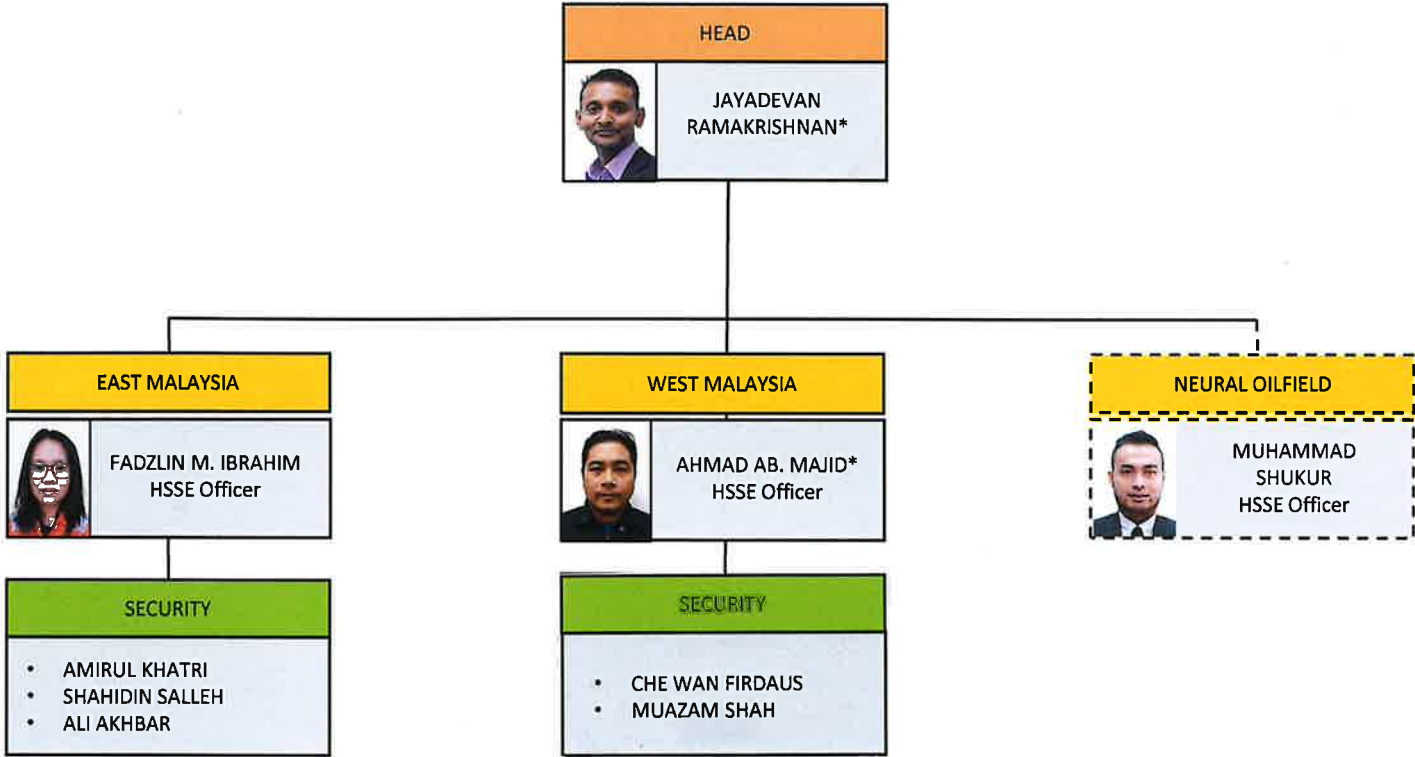 HEAD
JAYADEVAN
RAMAKRISHNAN*
EAST MALAYSIA
FADZLIN M. IBRAHIM
HSSE Officer
SECURITY
• AMIRUL KHATRI
• SHAHIDIN SALLEH
• ALI AKHBAR
WEST MALAYSIA
AHMAD AB. MAJID*
HSSE Officer
SECURITY
• CHE WAN FIRDAUS
• MUAZAM SHAH
NEURAL OILFIELD
MUHAMMAD
SHUKUR
HSSE Officer